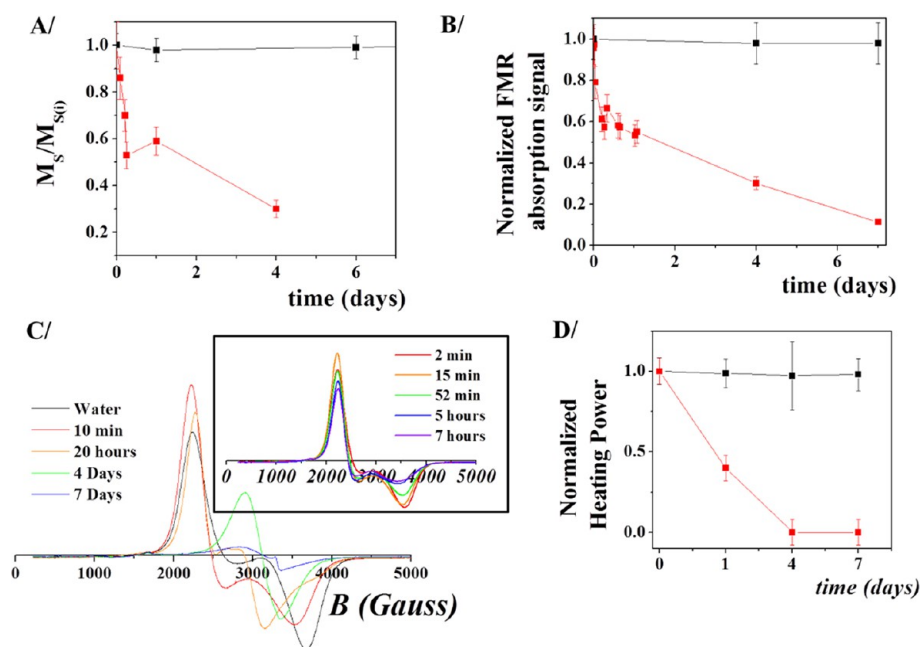 A/
M_S/M_S(i)
1.0
0.8
0.6
0.4
0.2
0 2 4 6
time (days)
B/
Normalized FMR
absorption signal
1.0
0.8
0.6
0.4
0.2
0.0
0 2 4 6
time (days)
C/
Water
10 min
20 hours
4 Days
7 Days
0 1000 2000 3000 4000 5000
B (Gauss)
2 min
15 min
52 min
5 hours
7 hours
0 1000 2000 3000 4000 5000
D/
Normalized
Heating Power
1.0
0.5
0.0
0 1 4 7
time (days)